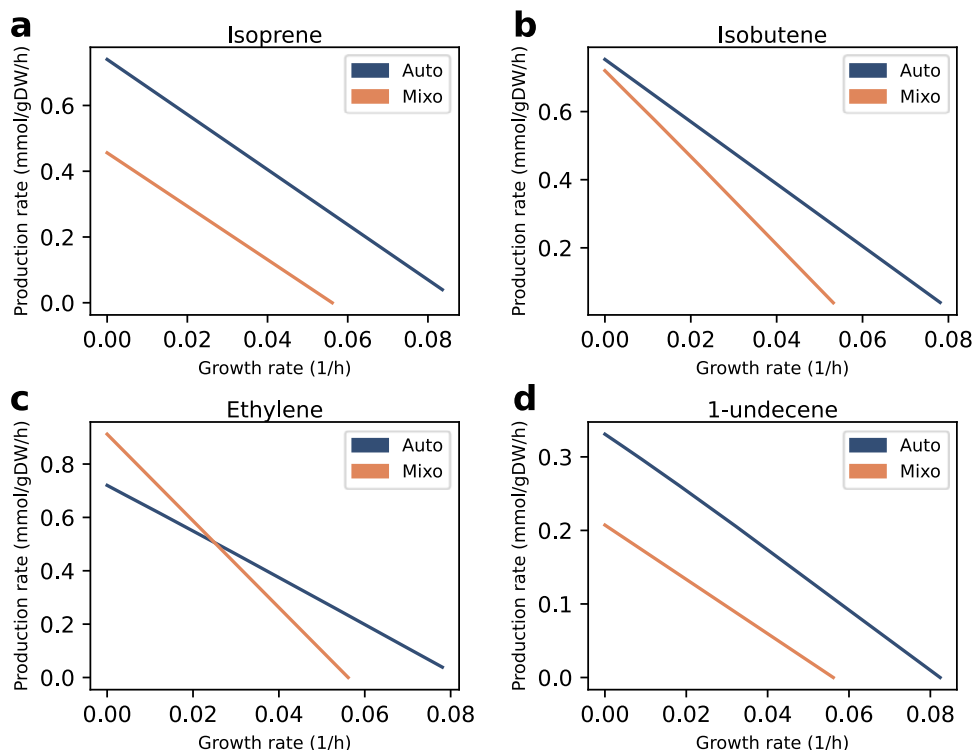 a
Isoprene
Production rate (mmol/gDW/h)
0.6
0.4
0.2
0.0
Auto
Mixo
0.00 0.02 0.04 0.06 0.08
Growth rate (1/h)
b
Isobutene
Production rate (mmol/gDW/h)
0.6
0.4
0.2
Auto
Mixo
0.00 0.02 0.04 0.06 0.08
Growth rate (1/h)
c
Ethylene
Production rate (mmol/gDW/h)
0.8
0.6
0.4
0.2
0.0
Auto
Mixo
0.00 0.02 0.04 0.06 0.08
Growth rate (1/h)
d
1-undecene
Production rate (mmol/gDW/h)
0.3
0.2
0.1
0.0
Auto
Mixo
0.00 0.02 0.04 0.06 0.08
Growth rate (1/h)